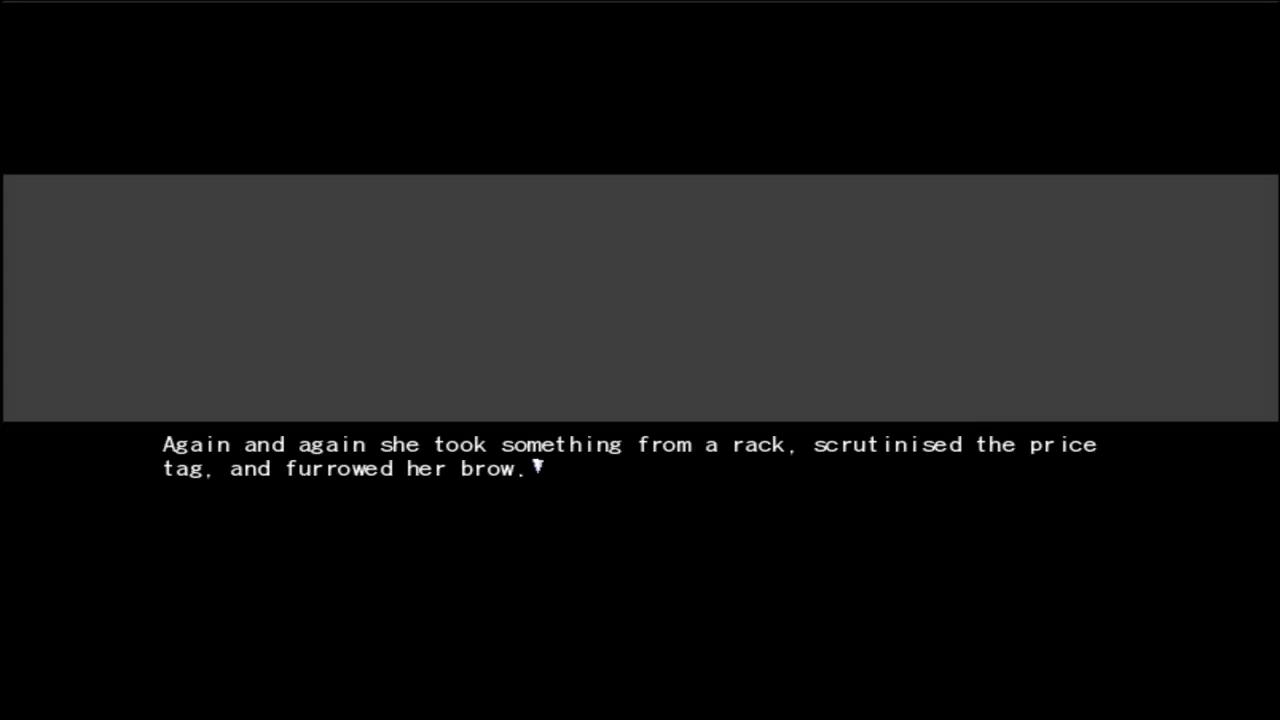 Again and again she took something from a rack, scrutinised the price
tag, and furrowed her brow.